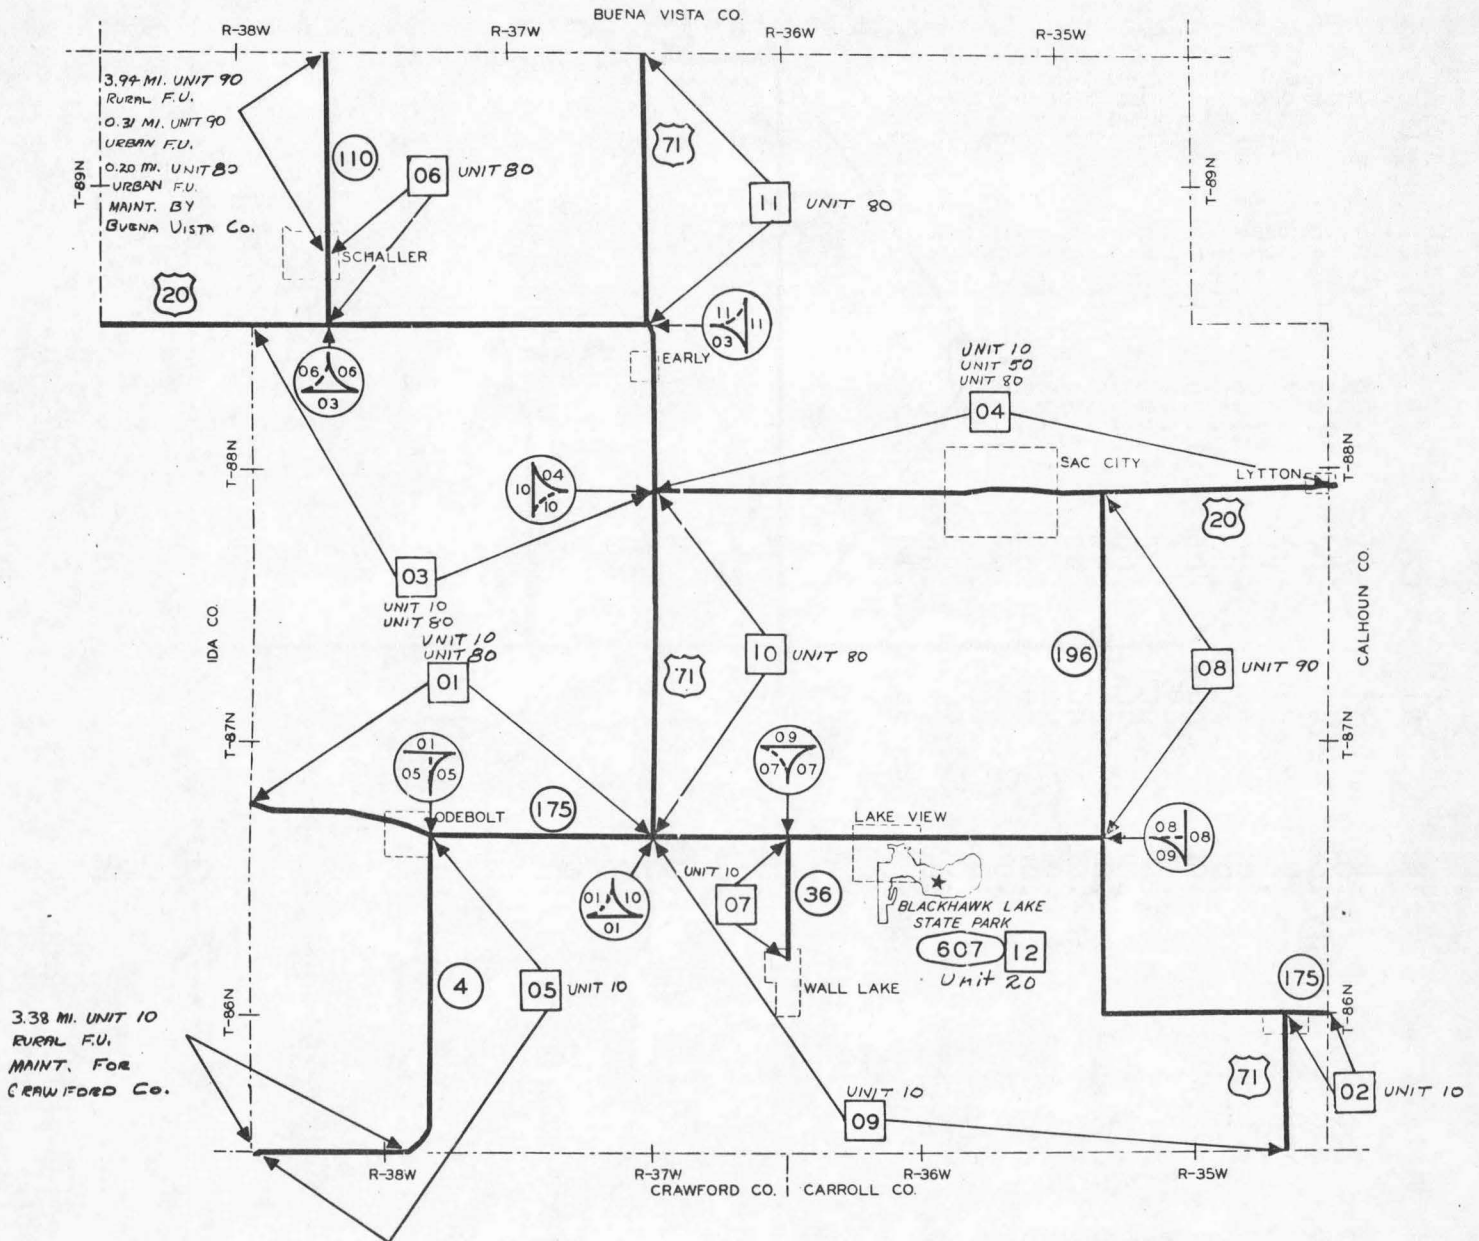 BUENA VISTA CO.
R-38W
R-37W
R-36W
R-35W
3.94 MI. UNIT 90
RURAL F.U.
0.31 MI. UNIT 90
URBAN F.U.
0.20 MI. UNIT 80
URBAN F.U.
MAINT. BY
BUENA VISTA CO.
T-89N
110
06
UNIT 80
71
11
UNIT 80
T-89N
SCHALLER
20
11
11
03
06
06
03
EARLY
UNIT 10
UNIT 50
UNIT 80
04
T-88N
SAC CITY
LYTTON
T-88N
04
10
10
20
03
UNIT 10
UNIT 80
UNIT 10
UNIT 80
01
IDA CO.
71
10
UNIT 80
196
08
UNIT 90
CALHOUN CO.
T-87N
01
05
05
09
07
07
T-87N
ODEBOLT
175
LAKE VIEW
08
08
09
01
10
01
UNIT 10
07
36
BLACKHAWK LAKE
STATE PARK
607
12
Unit 20
4
05
UNIT 10
WALL LAKE
175
T-86N
T-86N
3.38 MI. UNIT 10
RURAL F.U.
MAINT. FOR
CRAWFORD CO.
71
02
UNIT 10
UNIT 10
09
R-38W
R-37W
R-36W
R-35W
CRAWFORD CO.
CARROLL CO.